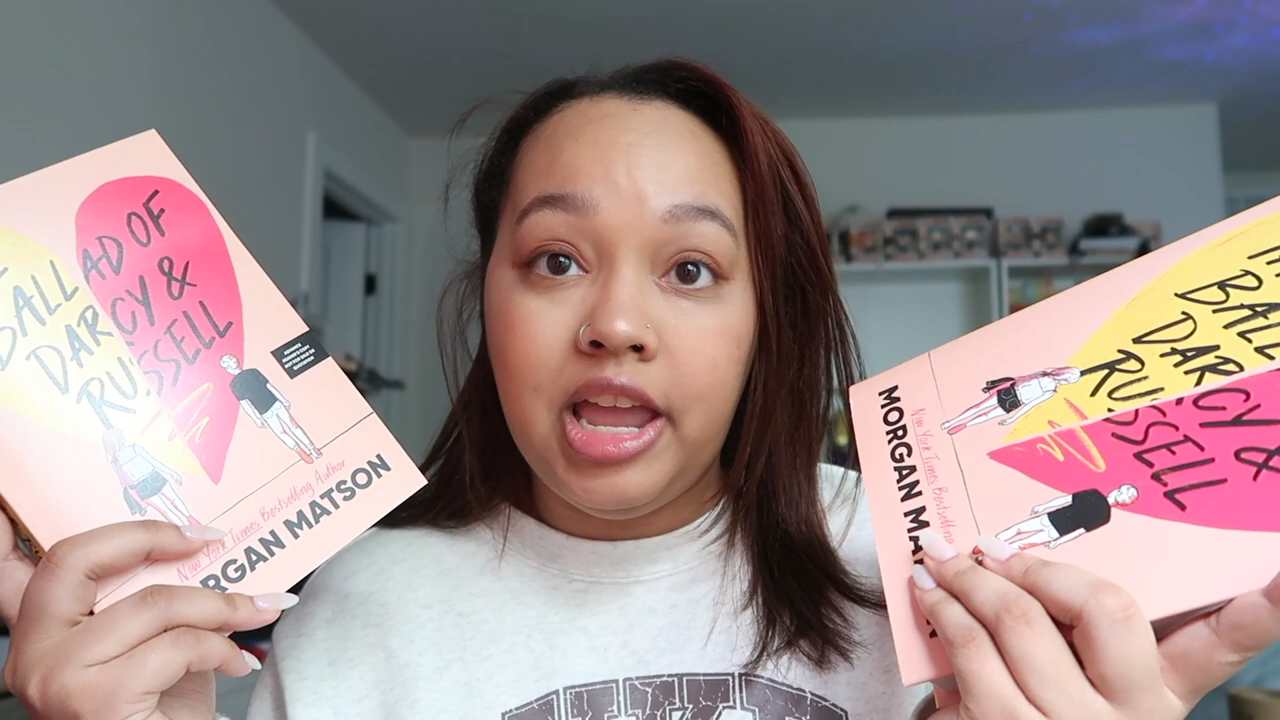 BALLAD OF
DARCY &
RUSSELL
New York Times Bestselling Author
RGAN MATSON
BALL
DARCY &
RUSSELL
New York Times Bestselling
MORGAN MA